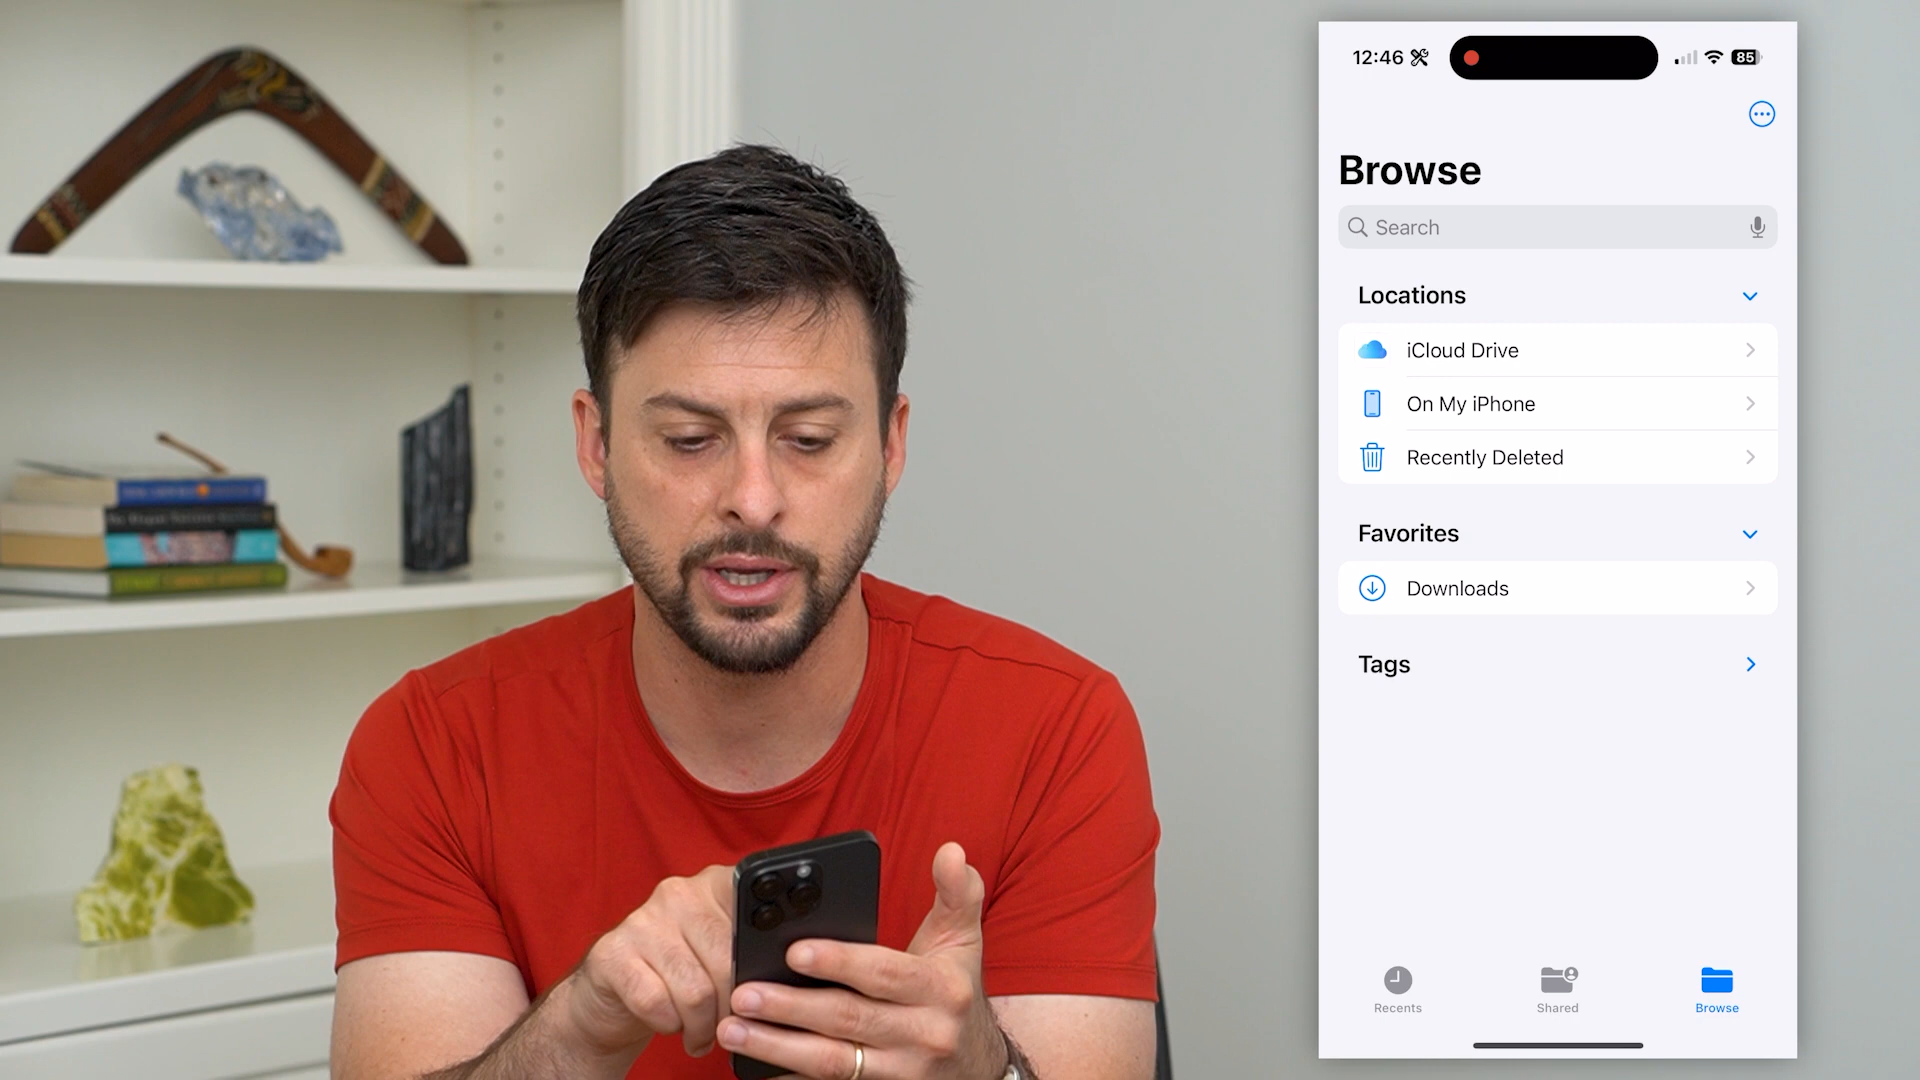 12:46
85
Browse
Search
Locations
iCloud Drive
On My iPhone
Recently Deleted
Favorites
Downloads
Tags
Recents
Shared
Browse